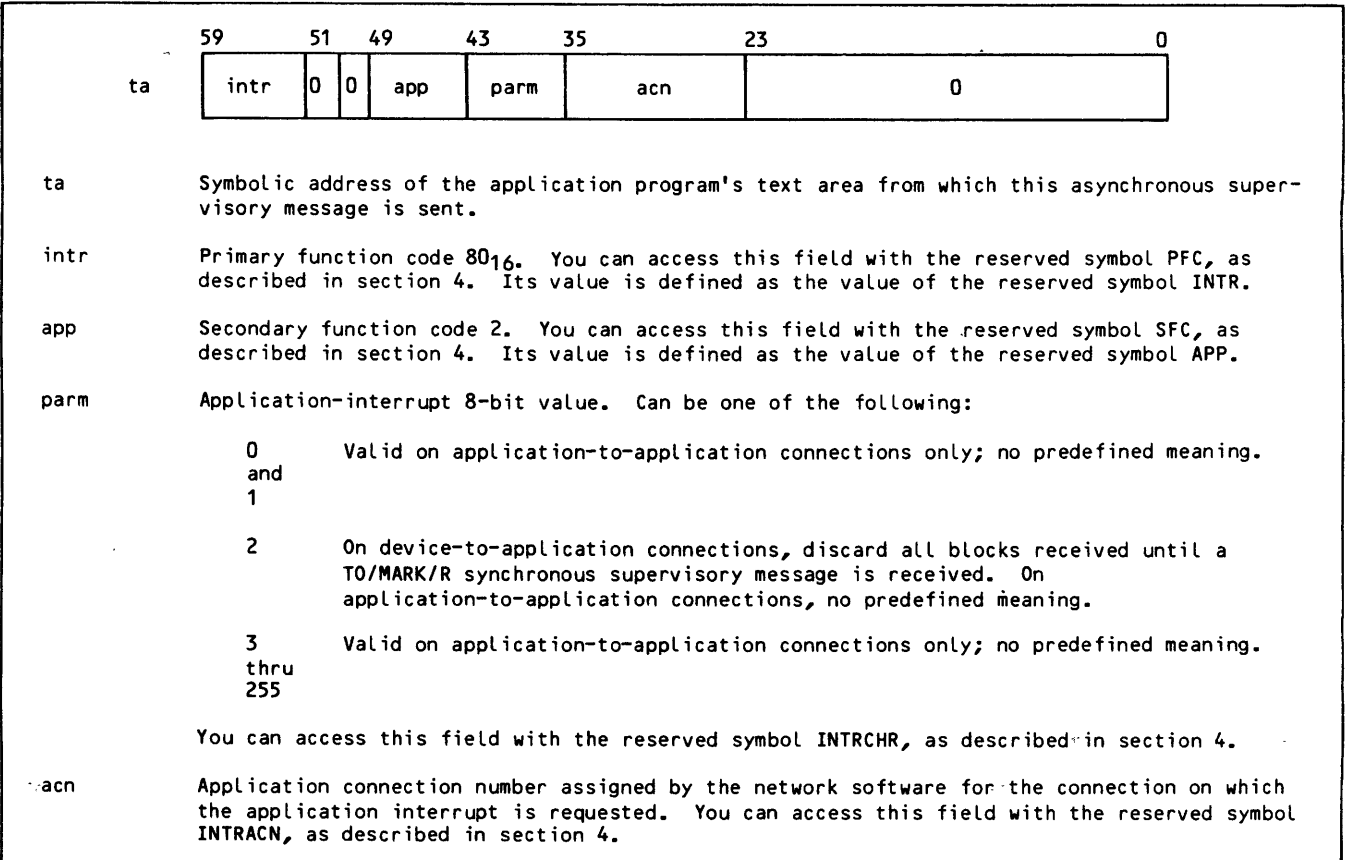 59 51 49 43 35 23 0
ta intr 0 0 app parm acn 0
ta Symbolic address of the application program's text area from which this asynchronous super-
visory message is sent.
intr Primary function code 80₁₆. You can access this field with the reserved symbol PFC, as
described in section 4. Its value is defined as the value of the reserved symbol INTR.
app Secondary function code 2. You can access this field with the reserved symbol SFC, as
described in section 4. Its value is defined as the value of the reserved symbol APP.
parm Application-interrupt 8-bit value. Can be one of the following:
0 Valid on application-to-application connections only; no predefined meaning.
and
1
2 On device-to-application connections, discard all blocks received until a
TO/MARK/R synchronous supervisory message is received. On
application-to-application connections, no predefined meaning.
3 Valid on application-to-application connections only; no predefined meaning.
thru
255
You can access this field with the reserved symbol INTRCHR, as described in section 4.
acn Application connection number assigned by the network software for the connection on which
the application interrupt is requested. You can access this field with the reserved symbol
INTRACN, as described in section 4.